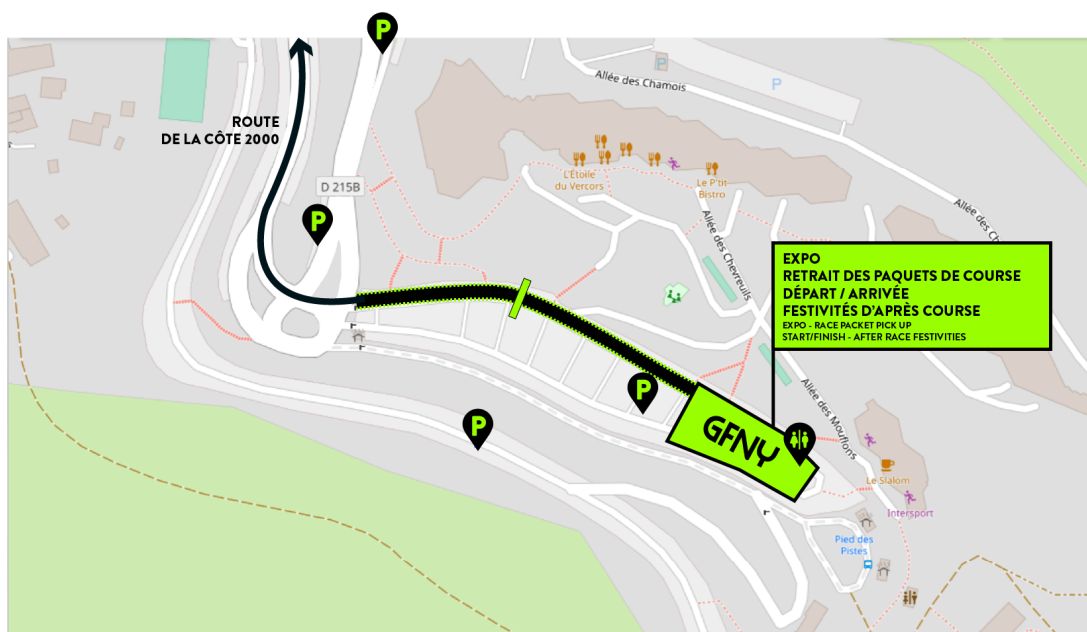 P
Allée des Chamois
P
P
ROUTE
DE LA CÔTE 2000
L'Étoile
du Vercors
Le P'tit
Bistro
D 215B
Allée des Chevreuils
Allée des Ch
P
EXPO
RETRAIT DES PAQUETS DE COURSE
DÉPART / ARRIVÉE
FESTIVITÉS D'APRÈS COURSE
EXPO - RACE PACKET PICK UP
START/FINISH - AFTER RACE FESTIVITIES
P
P
GFNY
Allée des Mouflons
Le Slalom
Intersport
Pied des
Pistes